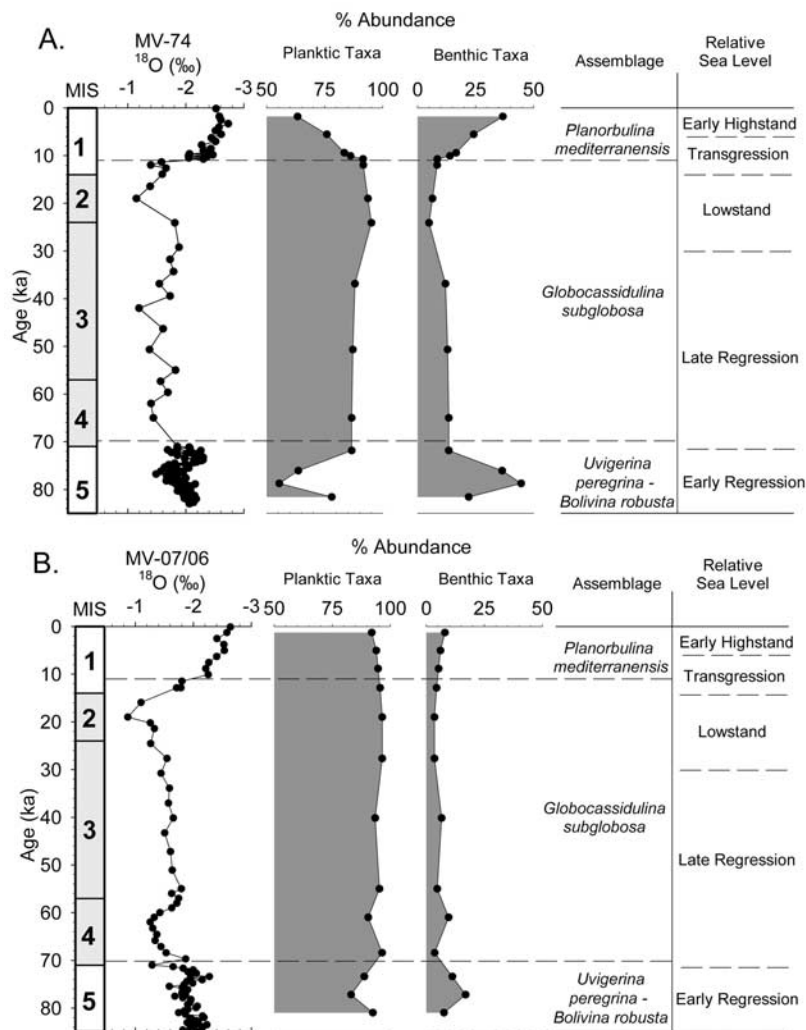 A.
% Abundance
MV-74
18O (‰)
Planktic Taxa
Benthic Taxa
Assemblage
Relative
Sea Level
MIS
-1 -2 -3 50 75 100 0 25 50
Age (ka)
0
10
20
30
40
50
60
70
80
1
2
3
4
5
Planorbulina
mediterranensis
Globocassidulina
subglobosa
Uvigerina
peregrina -
Bolivina robusta
Early Highstand
Transgression
Lowstand
Late Regression
Early Regression
B.
% Abundance
MV-07/06
18O (‰)
Planktic Taxa
Benthic Taxa
Assemblage
Relative
Sea Level
MIS
-1 -2 -3 50 75 100 0 25 50
Age (ka)
0
10
20
30
40
50
60
70
80
1
2
3
4
5
Planorbulina
mediterranensis
Globocassidulina
subglobosa
Uvigerina
peregrina -
Bolivina robusta
Early Highstand
Transgression
Lowstand
Late Regression
Early Regression